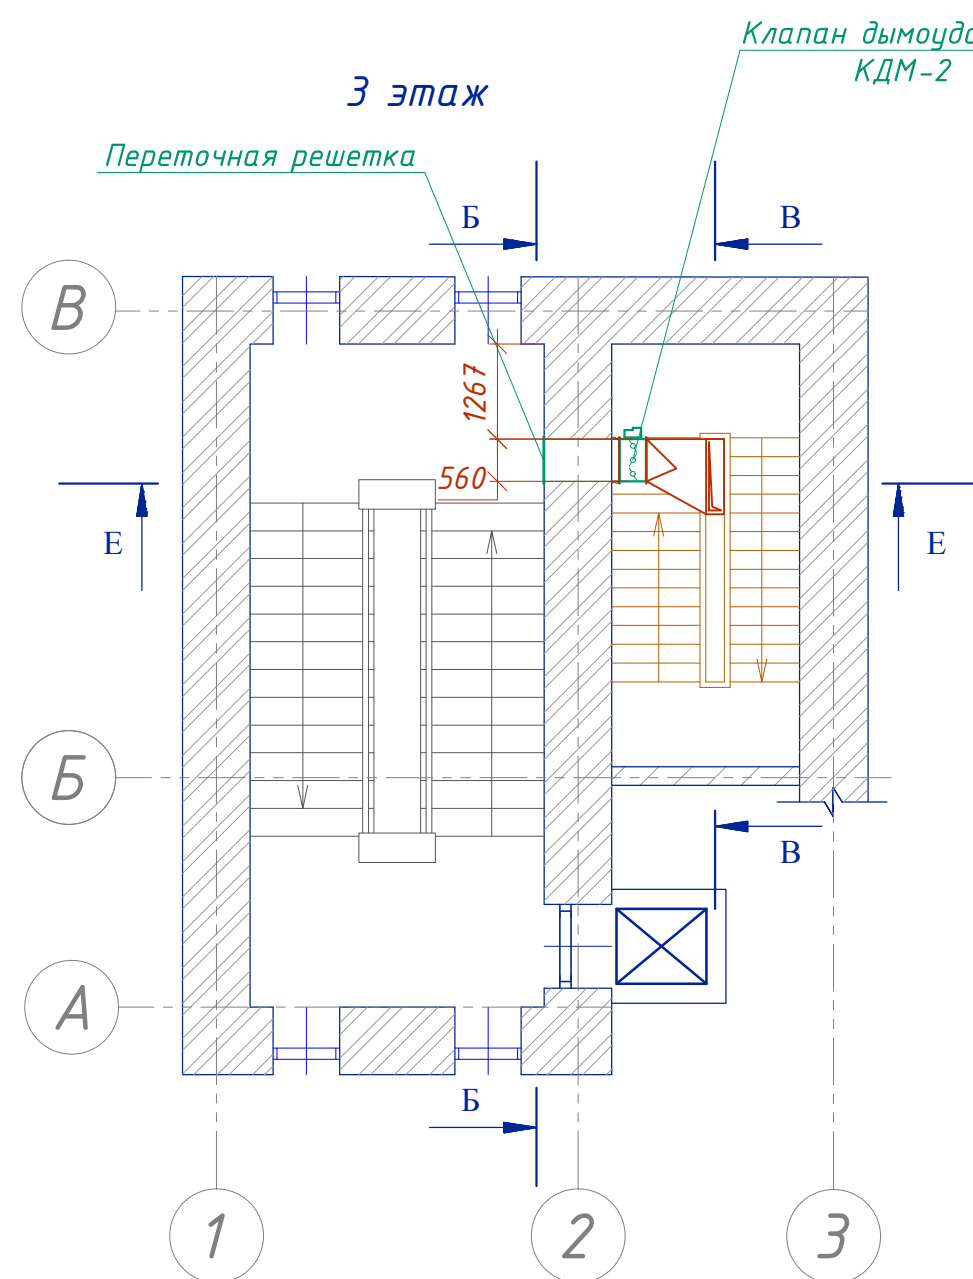 Клапан дымоуда
КДМ-2
3 этаж
Переточная решетка
Б
В
В
1267
560
Е
Е
Б
В
А
Б
1
2
3